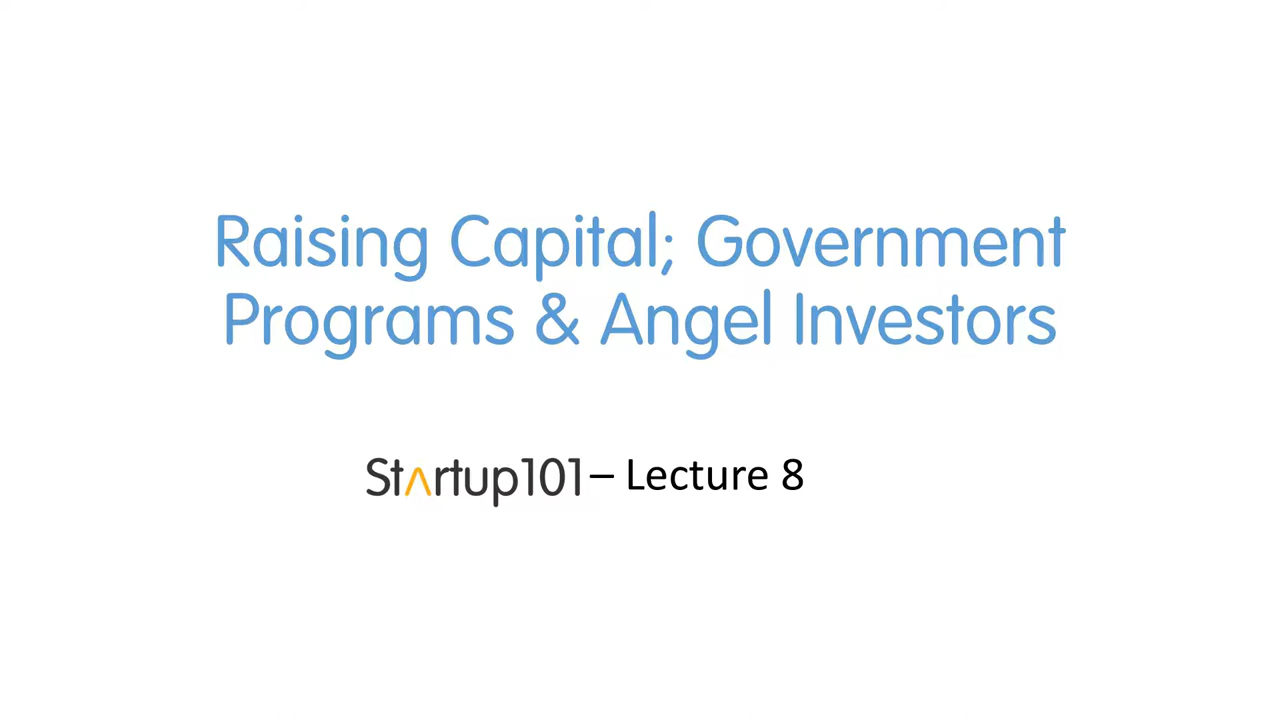 Raising Capital; Government
Programs & Angel Investors
Startup101 – Lecture 8